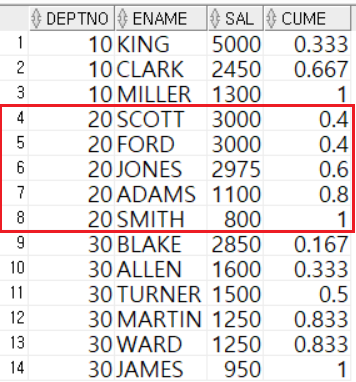 DEPTNO ENAME SAL CUME
1 10 KING 5000 0.333
2 10 CLARK 2450 0.667
3 10 MILLER 1300 1
4 20 SCOTT 3000 0.4
5 20 FORD 3000 0.4
6 20 JONES 2975 0.6
7 20 ADAMS 1100 0.8
8 20 SMITH 800 1
9 30 BLAKE 2850 0.167
10 30 ALLEN 1600 0.333
11 30 TURNER 1500 0.5
12 30 MARTIN 1250 0.833
13 30 WARD 1250 0.833
14 30 JAMES 950 1